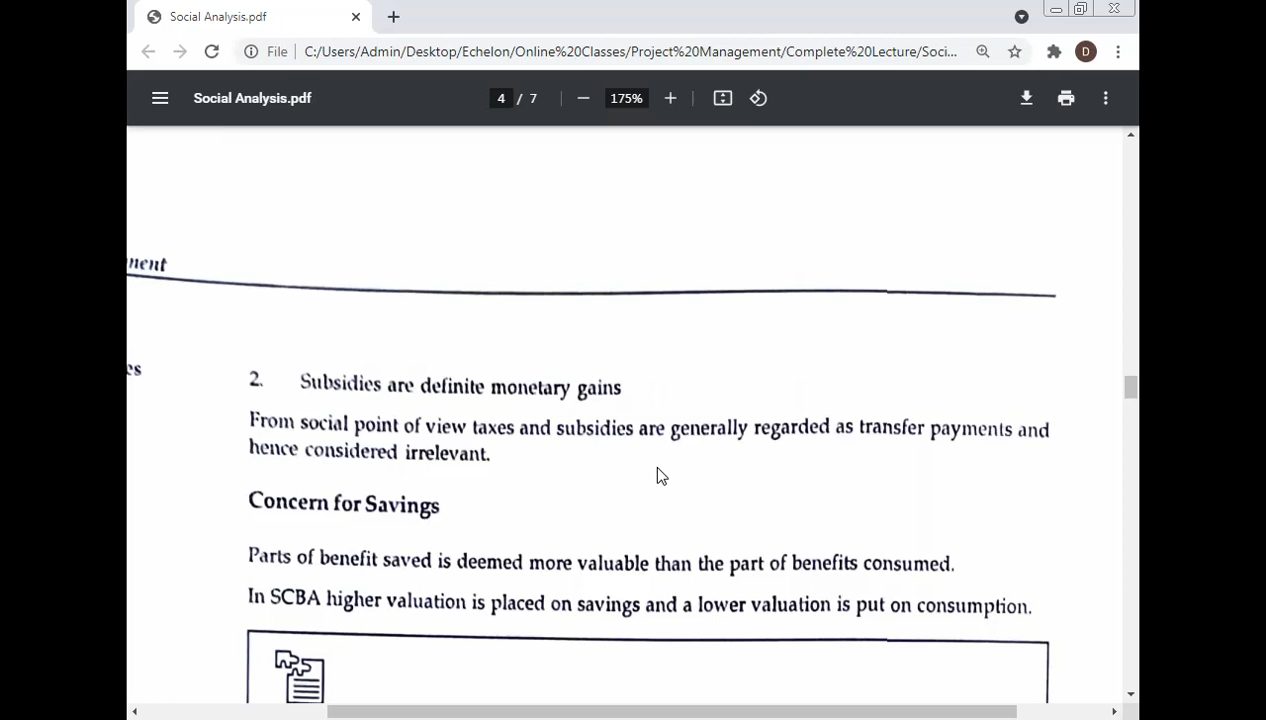 Social Analysis.pdf
File C:/Users/Admin/Desktop/Echelon/Online%20Classes/Project%20Management/Complete%20Lecture/Soci...
D
Social Analysis.pdf
4 / 7
175%
nent
es
2. Subsidies are definite monetary gains
From social point of view taxes and subsidies are generally regarded as transfer payments and
hence considered irrelevant.
Concern for Savings
Parts of benefit saved is deemed more valuable than the part of benefits consumed.
In SCBA higher valuation is placed on savings and a lower valuation is put on consumption.